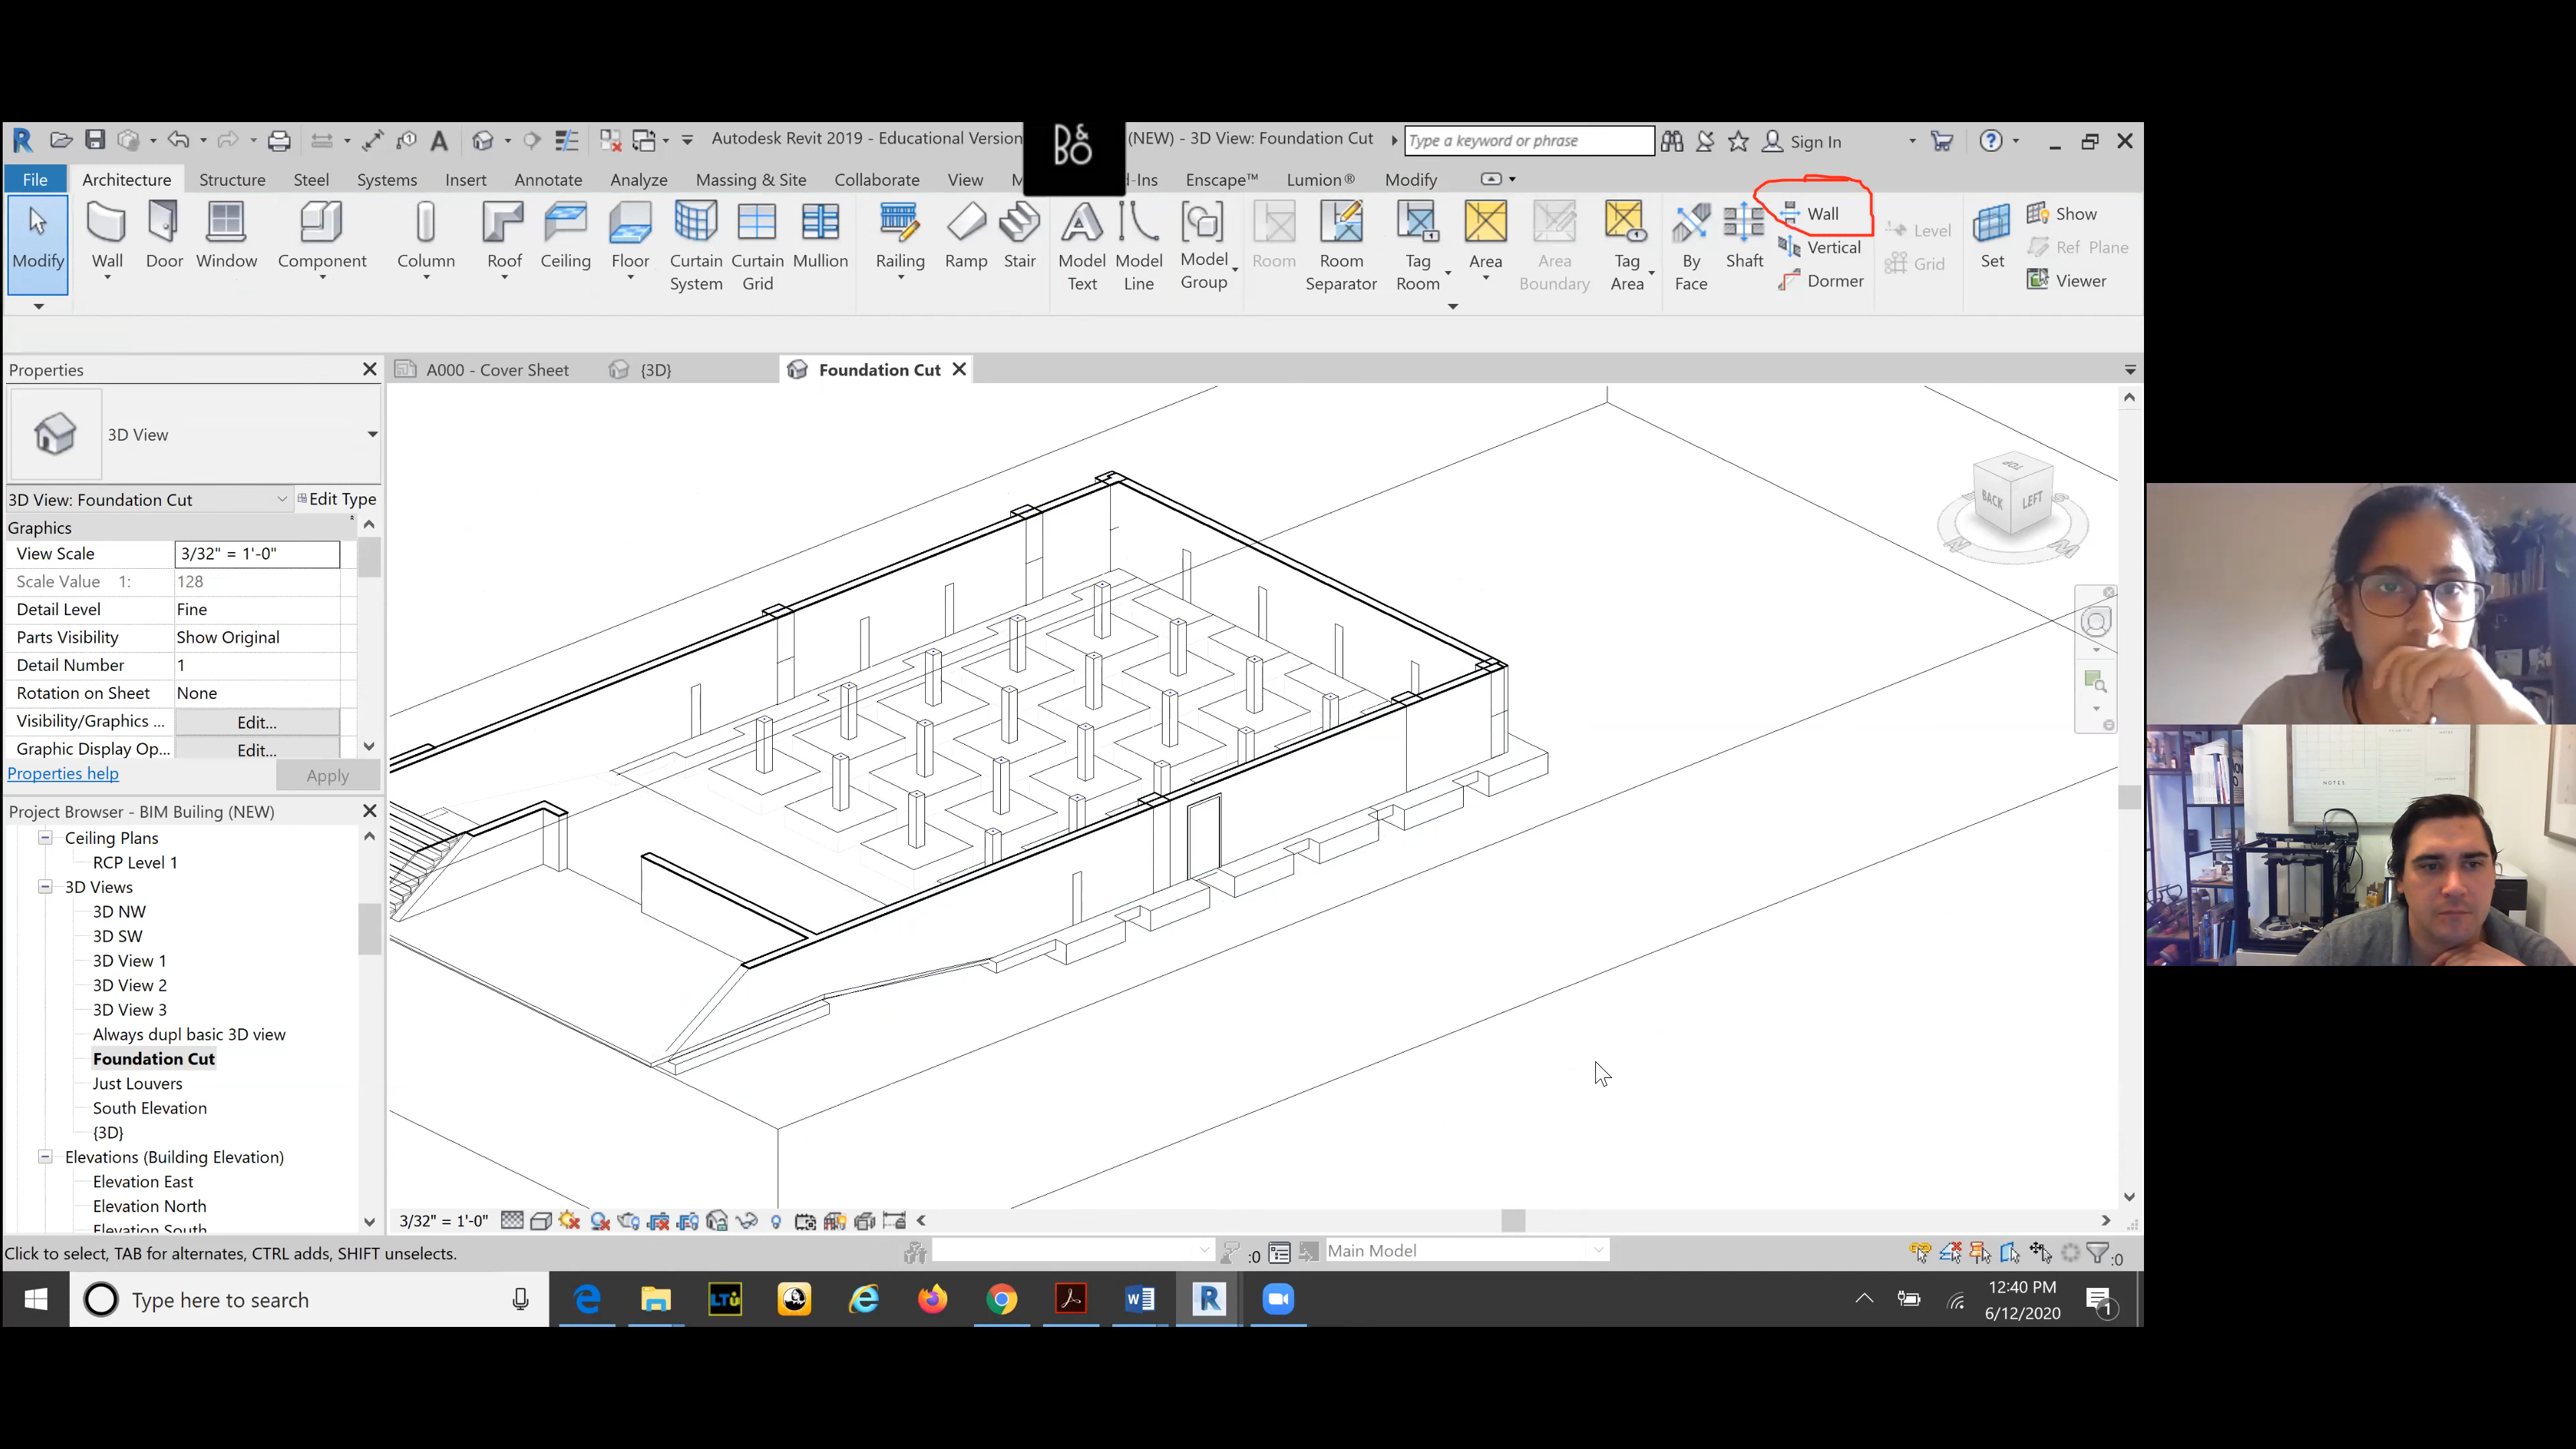 B&O
Autodesk Revit 2019 - Educational Version (NEW) - 3D View: Foundation Cut Type a keyword or phrase Sign In
File Architecture Structure Steel Systems Insert Annotate Analyze Massing & Site Collaborate View M d-Ins Enscape™ Lumion® Modify
Modify Wall Door Window Component Column Roof Ceiling Floor Curtain System Curtain Grid Mullion Railing Ramp Stair Model Text Model Line Model Group Room Room Separator Tag Room Area Area Boundary Tag Area By Face Shaft Wall Vertical Dormer Level Grid Set Show Ref Plane Viewer
Properties
A000 - Cover Sheet {3D} Foundation Cut
3D View
3D View: Foundation Cut Edit Type
Graphics
View Scale 3/32" = 1'-0"
Scale Value 1: 128
Detail Level Fine
Parts Visibility Show Original
Detail Number 1
Rotation on Sheet None
Visibility/Graphics ... Edit...
Graphic Display Op... Edit...
Properties help Apply
Project Browser - BIM Builing (NEW)
Ceiling Plans
RCP Level 1
3D Views
3D NW
3D SW
3D View 1
3D View 2
3D View 3
Always dupl basic 3D view
Foundation Cut
Just Louvers
South Elevation
{3D}
Elevations (Building Elevation)
Elevation East
Elevation North
Elevation South
TOP
BACK LEFT
NOTES:
3/32" = 1'-0"
Click to select, TAB for alternates, CTRL adds, SHIFT unselects. :0 Main Model :0
Type here to search
LTU
12:40 PM
6/12/2020
1